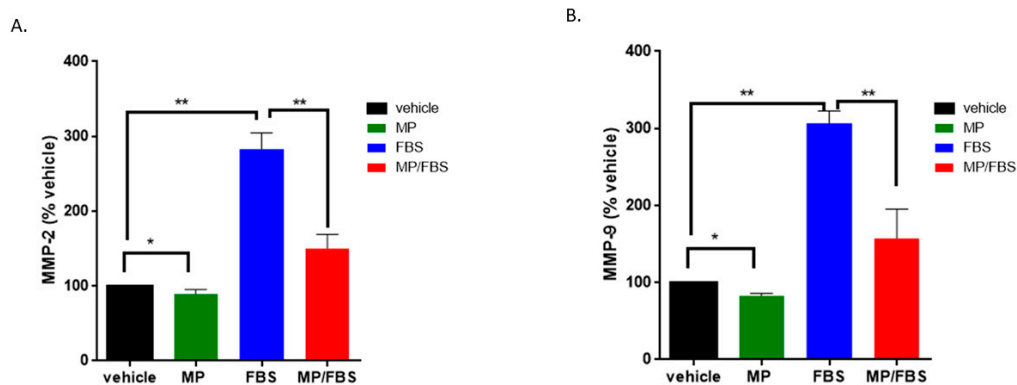 A.
400
300
200
100
0
MMP-2 (% vehicle)
**
**
*
vehicle
MP
FBS
MP/FBS
vehicle
MP
FBS
MP/FBS
B.
400
300
200
100
0
MMP-9 (% vehicle)
**
**
*
vehicle
MP
FBS
MP/FBS
vehicle
MP
FBS
MP/FBS